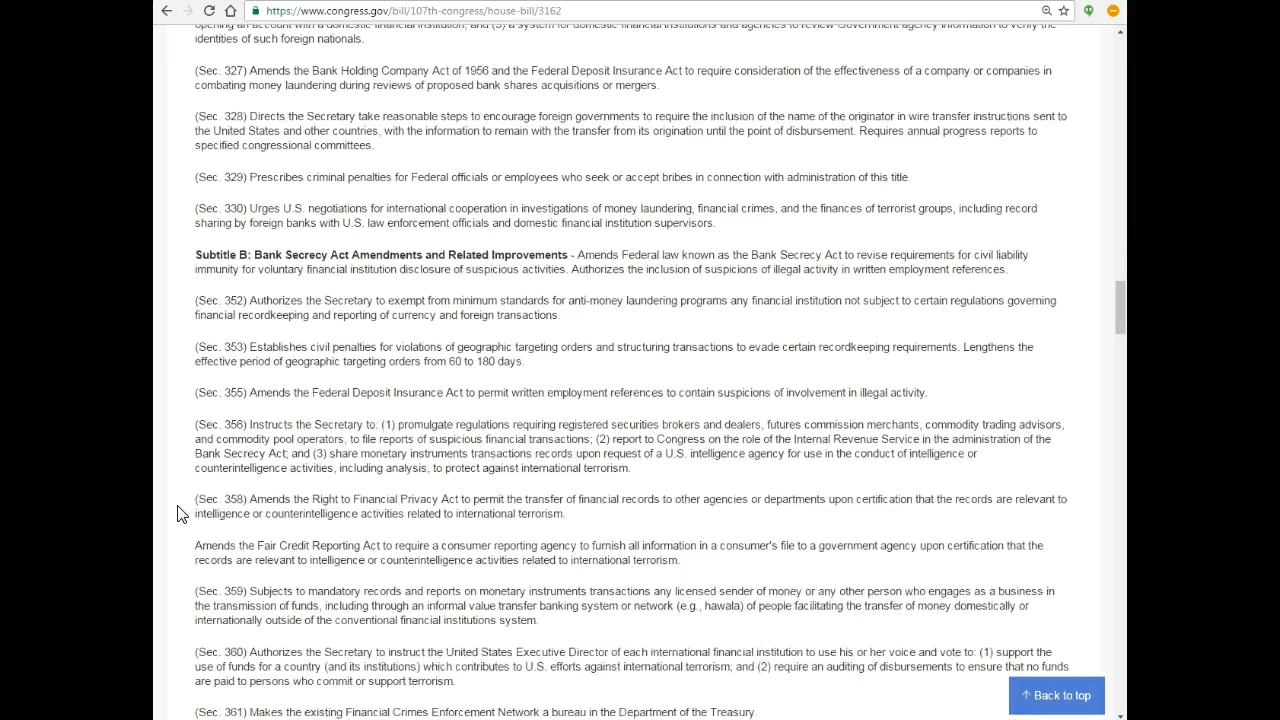 https://www.congress.gov/bill/107th-congress/house-bill/3162
opening an account with a domestic financial institution; and (3) a system for domestic financial institutions and agencies to review Government agency information to verify the
identities of such foreign nationals.
(Sec. 327) Amends the Bank Holding Company Act of 1956 and the Federal Deposit Insurance Act to require consideration of the effectiveness of a company or companies in
combating money laundering during reviews of proposed bank shares acquisitions or mergers.
(Sec. 328) Directs the Secretary take reasonable steps to encourage foreign governments to require the inclusion of the name of the originator in wire transfer instructions sent to
the United States and other countries, with the information to remain with the transfer from its origination until the point of disbursement. Requires annual progress reports to
specified congressional committees.
(Sec. 329) Prescribes criminal penalties for Federal officials or employees who seek or accept bribes in connection with administration of this title.
(Sec. 330) Urges U.S. negotiations for international cooperation in investigations of money laundering, financial crimes, and the finances of terrorist groups, including record
sharing by foreign banks with U.S. law enforcement officials and domestic financial institution supervisors.
Subtitle B: Bank Secrecy Act Amendments and Related Improvements - Amends Federal law known as the Bank Secrecy Act to revise requirements for civil liability
immunity for voluntary financial institution disclosure of suspicious activities. Authorizes the inclusion of suspicions of illegal activity in written employment references.
(Sec. 352) Authorizes the Secretary to exempt from minimum standards for anti-money laundering programs any financial institution not subject to certain regulations governing
financial recordkeeping and reporting of currency and foreign transactions.
(Sec. 353) Establishes civil penalties for violations of geographic targeting orders and structuring transactions to evade certain recordkeeping requirements. Lengthens the
effective period of geographic targeting orders from 60 to 180 days.
(Sec. 355) Amends the Federal Deposit Insurance Act to permit written employment references to contain suspicions of involvement in illegal activity.
(Sec. 356) Instructs the Secretary to: (1) promulgate regulations requiring registered securities brokers and dealers, futures commission merchants, commodity trading advisors,
and commodity pool operators, to file reports of suspicious financial transactions; (2) report to Congress on the role of the Internal Revenue Service in the administration of the
Bank Secrecy Act; and (3) share monetary instruments transactions records upon request of a U.S. intelligence agency for use in the conduct of intelligence or
counterintelligence activities, including analysis, to protect against international terrorism.
(Sec. 358) Amends the Right to Financial Privacy Act to permit the transfer of financial records to other agencies or departments upon certification that the records are relevant to
intelligence or counterintelligence activities related to international terrorism.
Amends the Fair Credit Reporting Act to require a consumer reporting agency to furnish all information in a consumer's file to a government agency upon certification that the
records are relevant to intelligence or counterintelligence activities related to international terrorism.
(Sec. 359) Subjects to mandatory records and reports on monetary instruments transactions any licensed sender of money or any other person who engages as a business in
the transmission of funds, including through an informal value transfer banking system or network (e.g., hawala) of people facilitating the transfer of money domestically or
internationally outside of the conventional financial institutions system.
(Sec. 360) Authorizes the Secretary to instruct the United States Executive Director of each international financial institution to use his or her voice and vote to: (1) support the
use of funds for a country (and its institutions) which contributes to U.S. efforts against international terrorism; and (2) require an auditing of disbursements to ensure that no funds
are paid to persons who commit or support terrorism.
Back to top
(Sec. 361) Makes the existing Financial Crimes Enforcement Network a bureau in the Department of the Treasury.